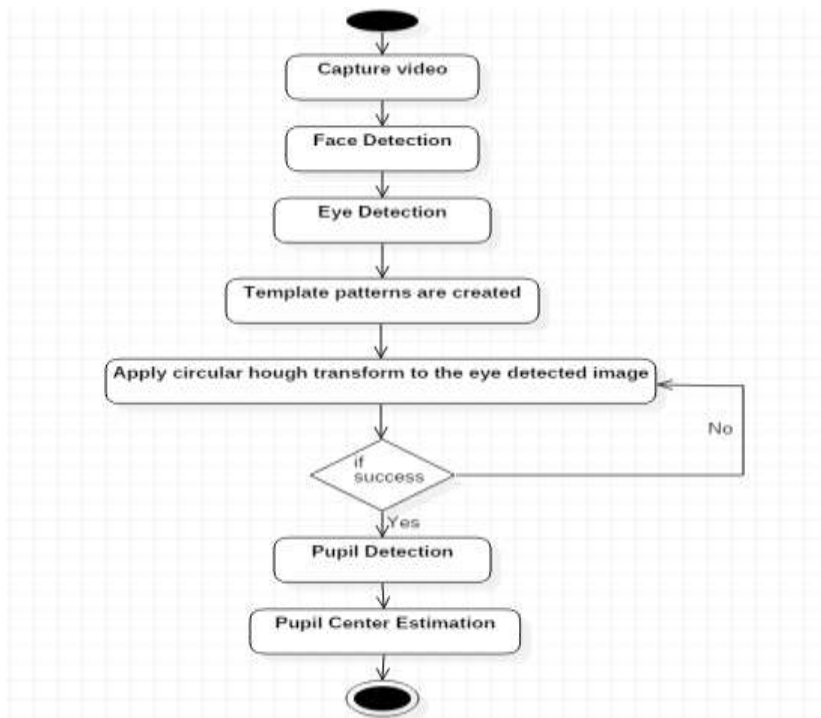 Capture video
Face Detection
Eye Detection
Template patterns are created
Apply circular hough transform to the eye detected image
No
if
success
Yes
Pupil Detection
Pupil Center Estimation